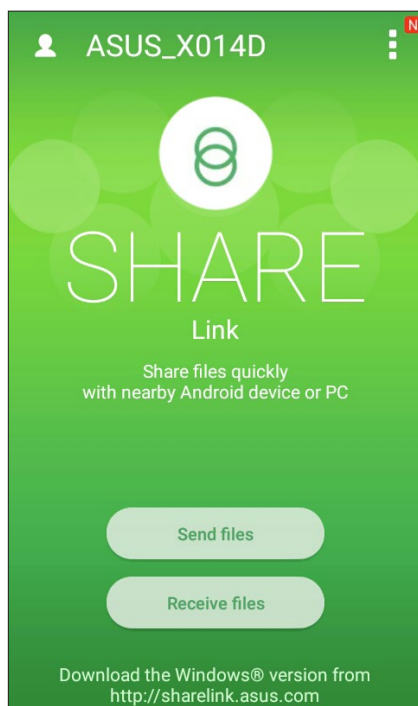 ASUS_X014D
N
SHARE
Link
Share files quickly
with nearby Android device or PC
Send files
Receive files
Download the Windows® version from
http://sharelink.asus.com